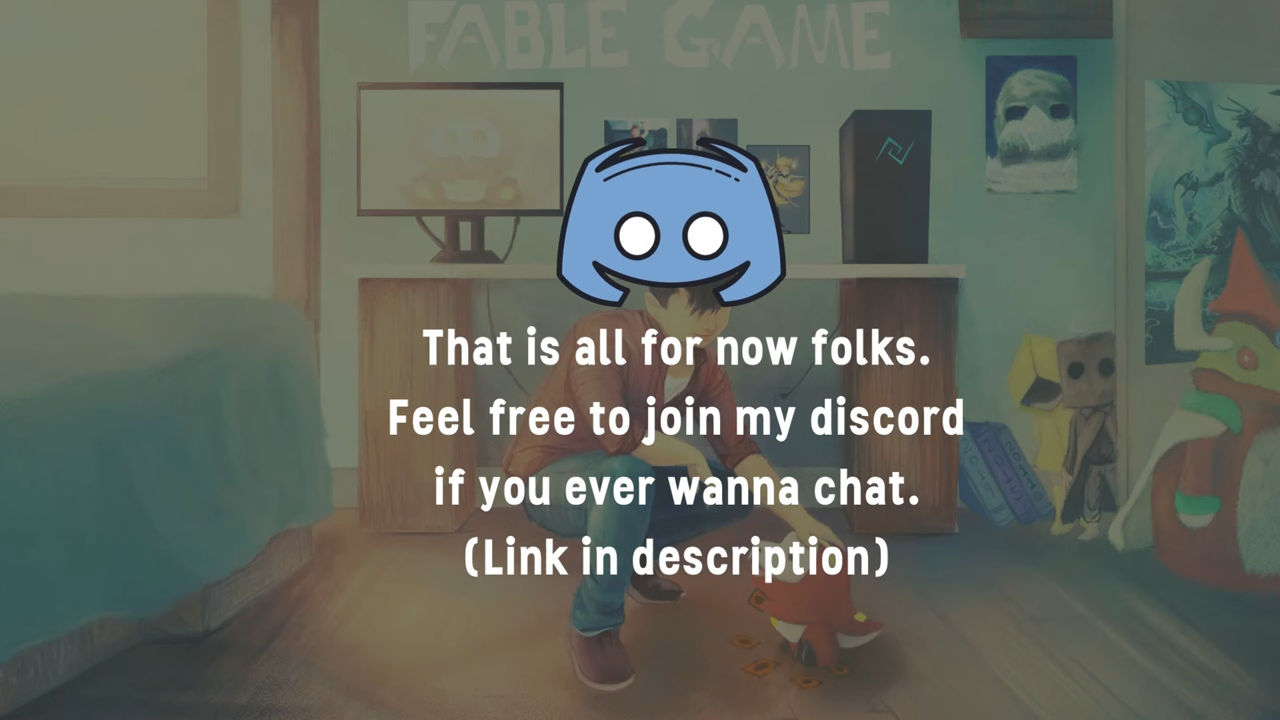 FABLE GAME
That is all for now folks.
Feel free to join my discord
if you ever wanna chat.
(Link in description)